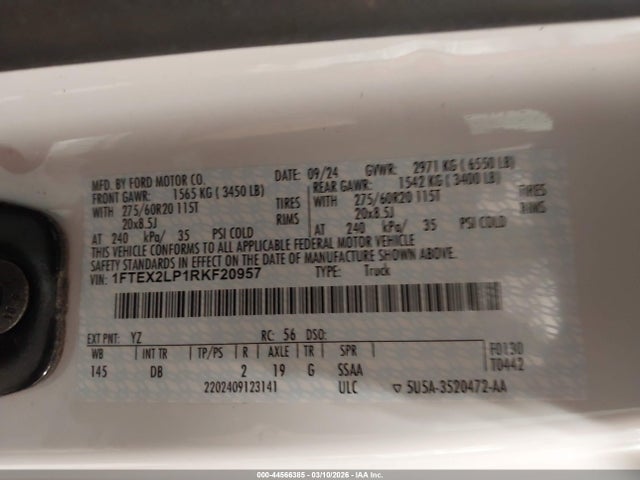 MFD. BY FORD MOTOR CO.
DATE: 09/24 GVWR: 2971 KG ( 6550 LB)
FRONT GAWR: 1565 KG ( 3450 LB) REAR GAWR: 1542 KG ( 3400 LB)
WITH 275/60R20 115T TIRES WITH 275/60R20 115T TIRES
20x8.5J RIMS 20x8.5J RIMS
AT 240 kPa/ 35 PSI COLD AT 240 kPa/ 35 PSI COLD
THIS VEHICLE CONFORMS TO ALL APPLICABLE FEDERAL MOTOR VEHICLE
SAFETY STANDARDS IN EFFECT ON THE DATE OF MANUFACTURE SHOWN ABOVE.
VIN: 1FTEX2LP1RKF20957 TYPE: Truck
EXT PNT: YZ RC: 56 DSO:
WB INT TR TP/PS R AXLE TR SPR
145 DB 2 19 G SSAA
F0130
T0442
2202409123141 ULC ▽ 5U5A-3520472-AA
000-44566365 - 03/10/2026 - IAA Inc.